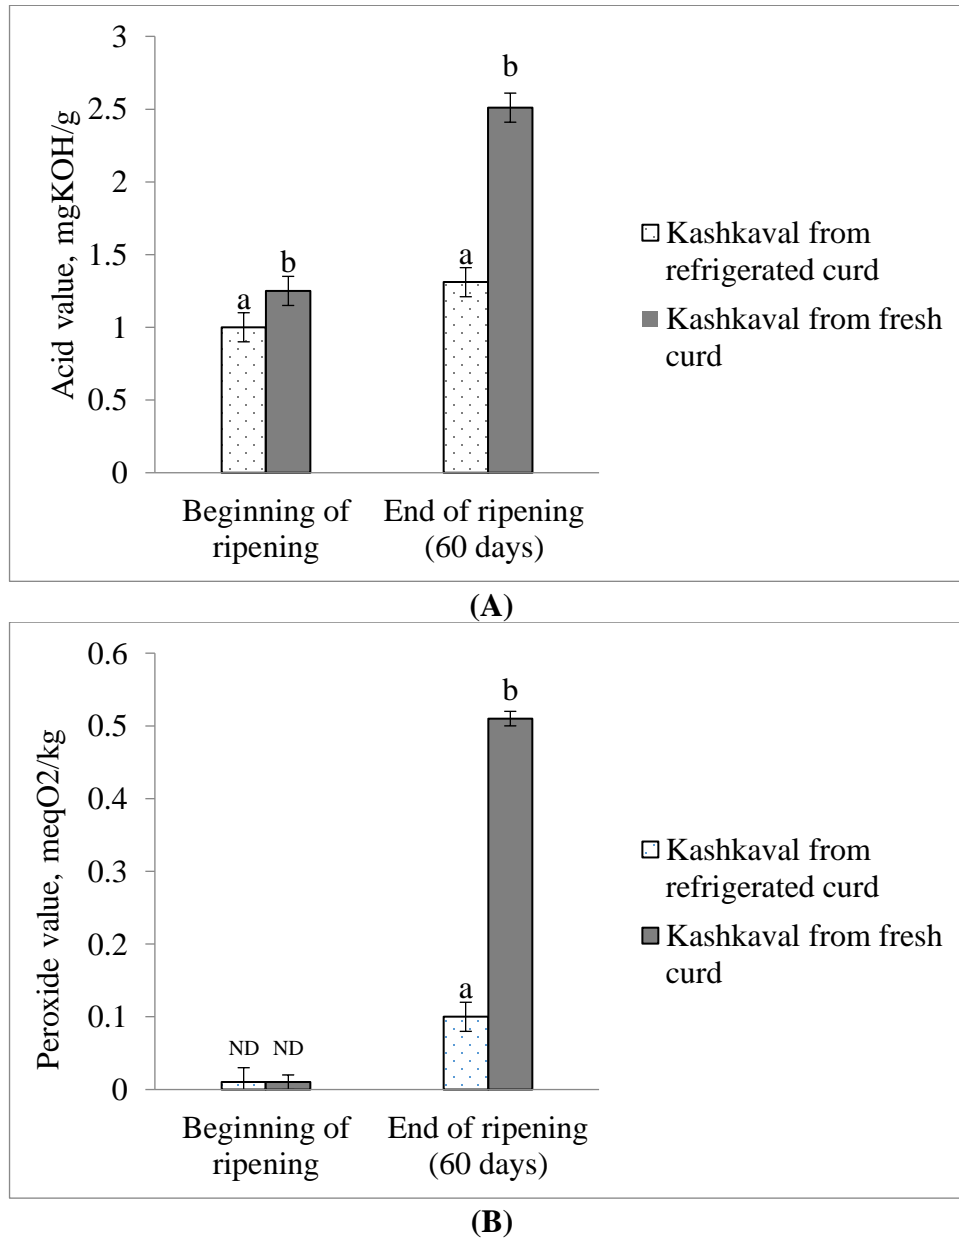 3
2.5
2
1.5
1
0.5
0
Acid value, mgKOH/g
a
b
a
b
Beginning of
ripening
End of ripening
(60 days)
Kashkaval from
refrigerated curd
Kashkaval from fresh
curd
(A)
0.6
0.5
0.4
0.3
0.2
0.1
0
Peroxide value, meqO2/kg
ND ND
a
b
Beginning of
ripening
End of ripening
(60 days)
Kashkaval from
refrigerated curd
Kashkaval from fresh
curd
(B)